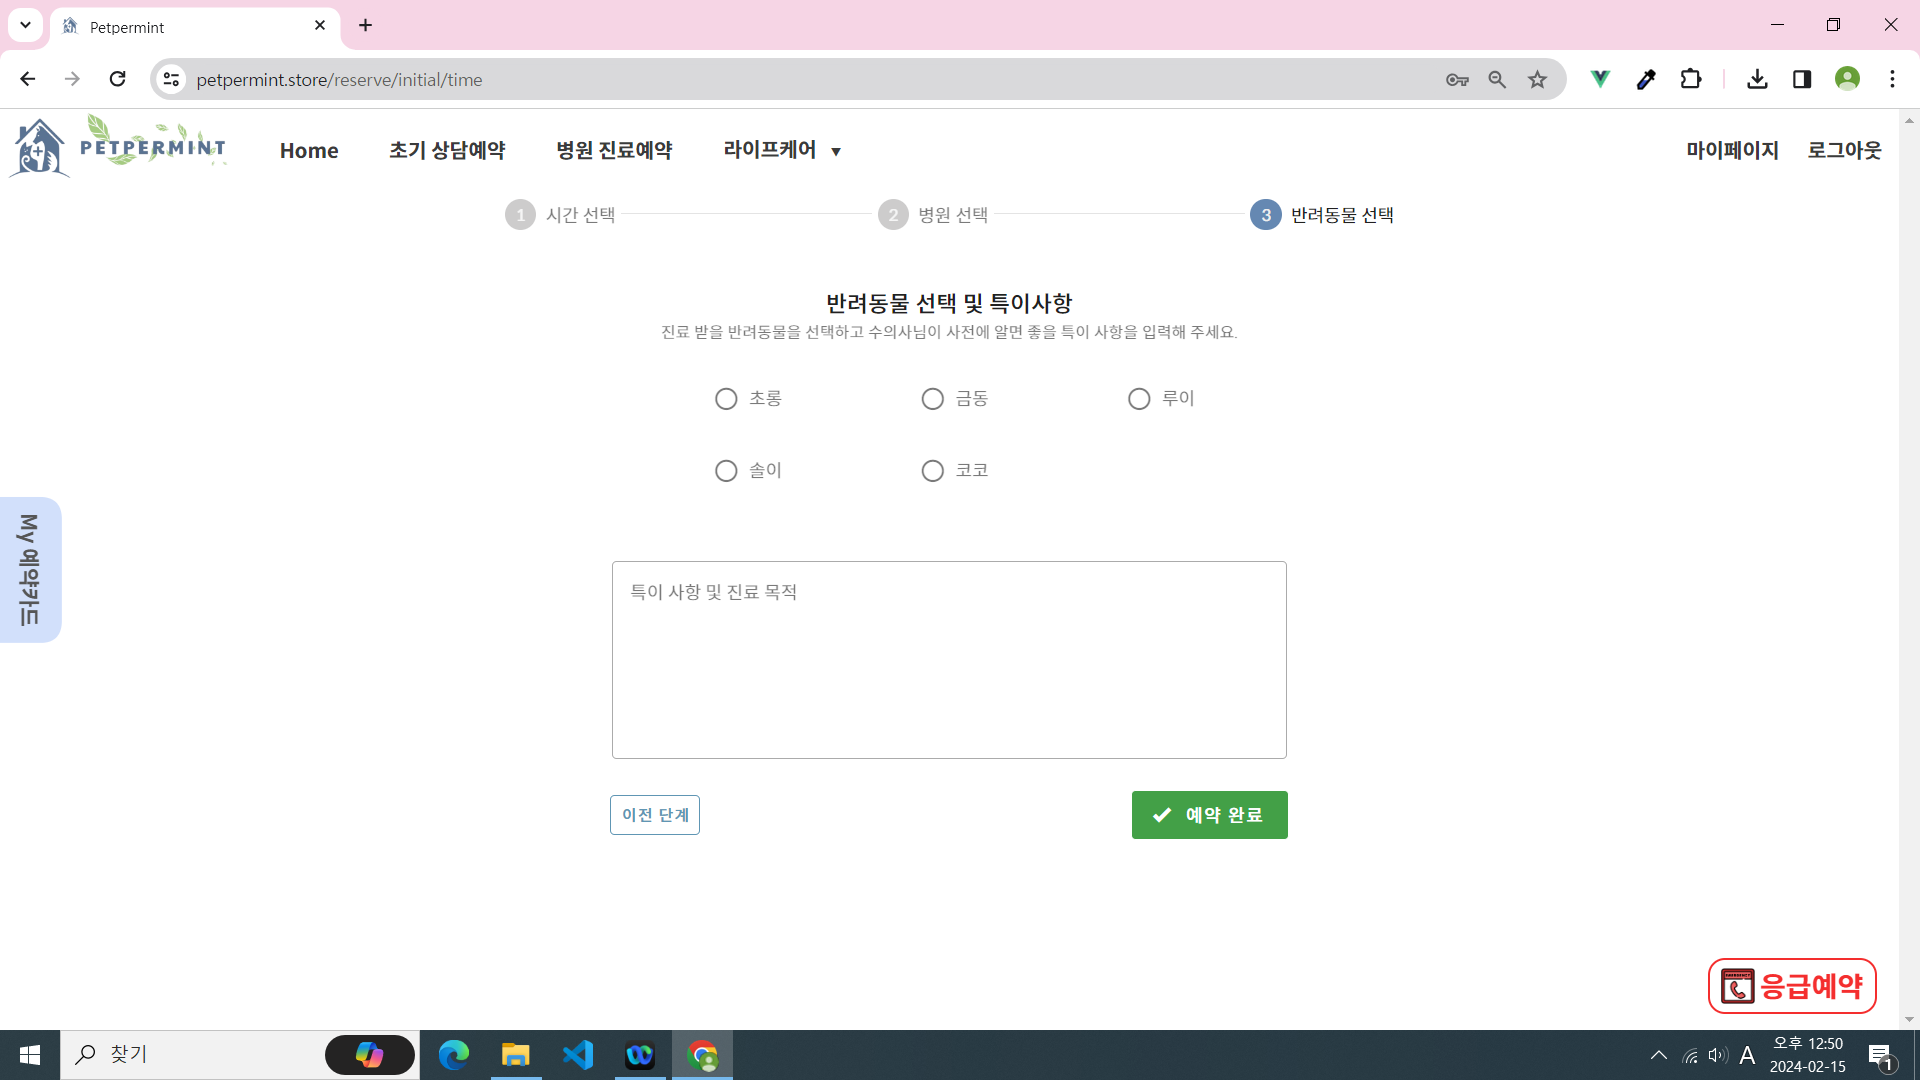 Petpermint
petpermint.store/reserve/initial/time
PETPERMINT
Home
초기 상담예약
병원 진료예약
라이프케어 ▼
마이페이지
로그아웃
1 시간 선택
2 병원 선택
3 반려동물 선택
반려동물 선택 및 특이사항
진료 받을 반려동물을 선택하고 수의사님이 사전에 알면 좋을 특이 사항을 입력해 주세요.
초롱
금동
루이
솔이
코코
My 예약카드
특이 사항 및 진료 목적
이전 단계
예약 완료
응급예약
찾기
A
오후 12:50
2024-02-15
1